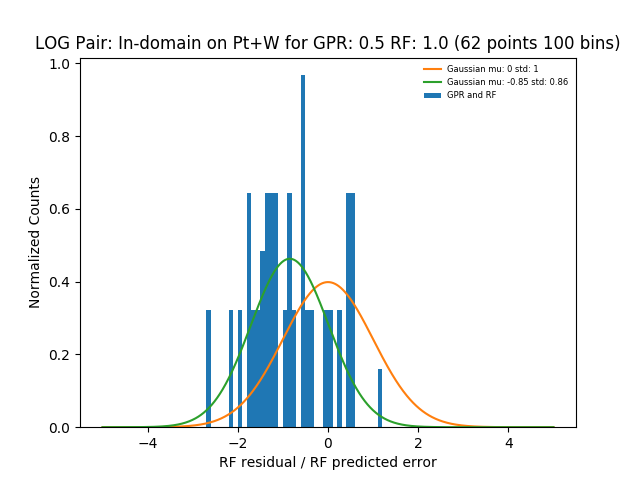 LOG Pair: In-domain on Pt+W for GPR: 0.5 RF: 1.0 (62 points 100 bins)
Gaussian mu: 0 std: 1
Gaussian mu: -0.85 std: 0.86
GPR and RF
Normalized Counts
1.0
0.8
0.6
0.4
0.2
0.0
−4
−2
0
2
4
RF residual / RF predicted error